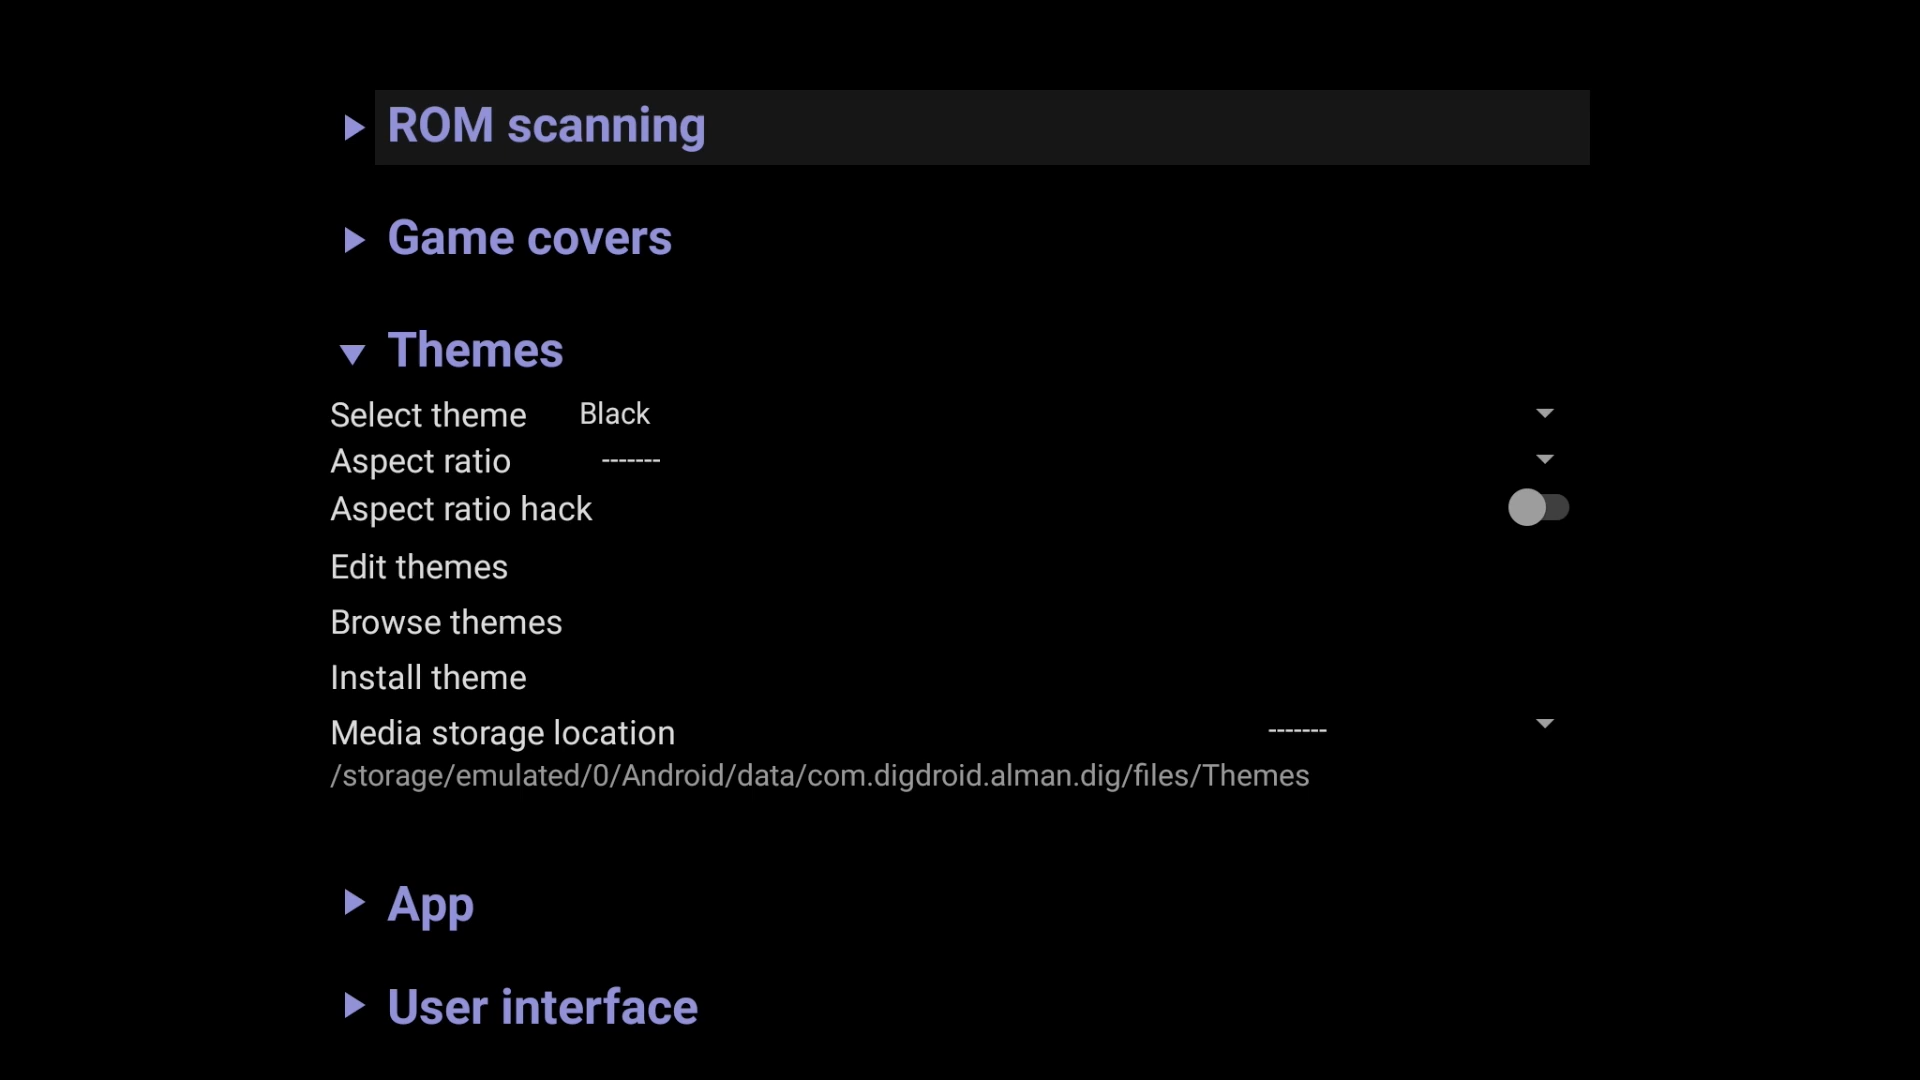 ROM scanning
Game covers
Themes
Select theme Black
Aspect ratio -------
Aspect ratio hack
Edit themes
Browse themes
Install theme
Media storage location -------
/storage/emulated/0/Android/data/com.digdroid.alman.dig/files/Themes
App
User interface